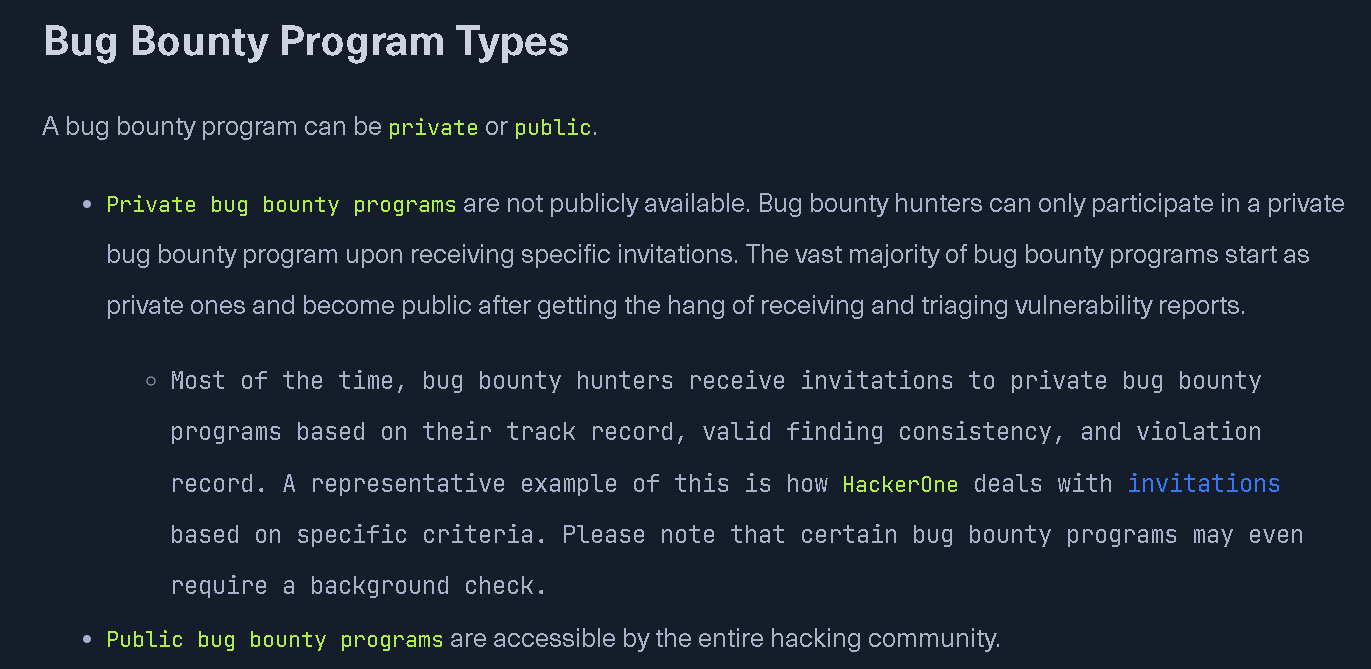 Bug Bounty Program Types
A bug bounty program can be private or public.
• Private bug bounty programs are not publicly available. Bug bounty hunters can only participate in a private
bug bounty program upon receiving specific invitations. The vast majority of bug bounty programs start as
private ones and become public after getting the hang of receiving and triaging vulnerability reports.
◦ Most of the time, bug bounty hunters receive invitations to private bug bounty
programs based on their track record, valid finding consistency, and violation
record. A representative example of this is how HackerOne deals with invitations
based on specific criteria. Please note that certain bug bounty programs may even
require a background check.
• Public bug bounty programs are accessible by the entire hacking community.